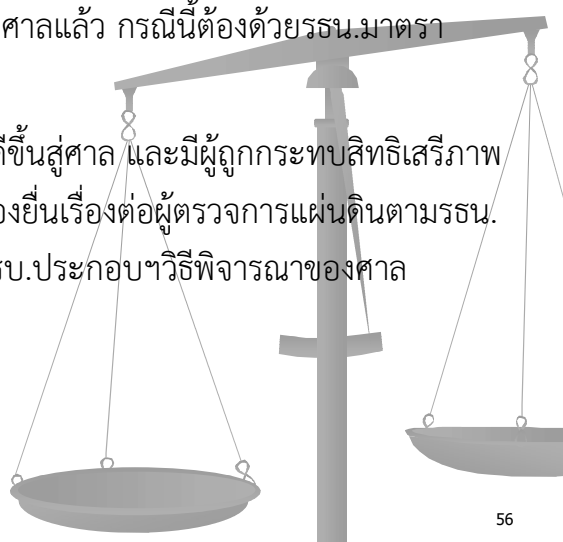 ศาลแล้ว กรณีนี้ต้องด้วยรธน.มาตรา
ขึ้นสู่ศาล และมีผู้ถูกกระทบสิทธิเสรีภาพ
ยื่นเรื่องต่อผู้ตรวจการแผ่นดินตามรธน.
ประกอบฯวิธีพิจารณาของศาล
56